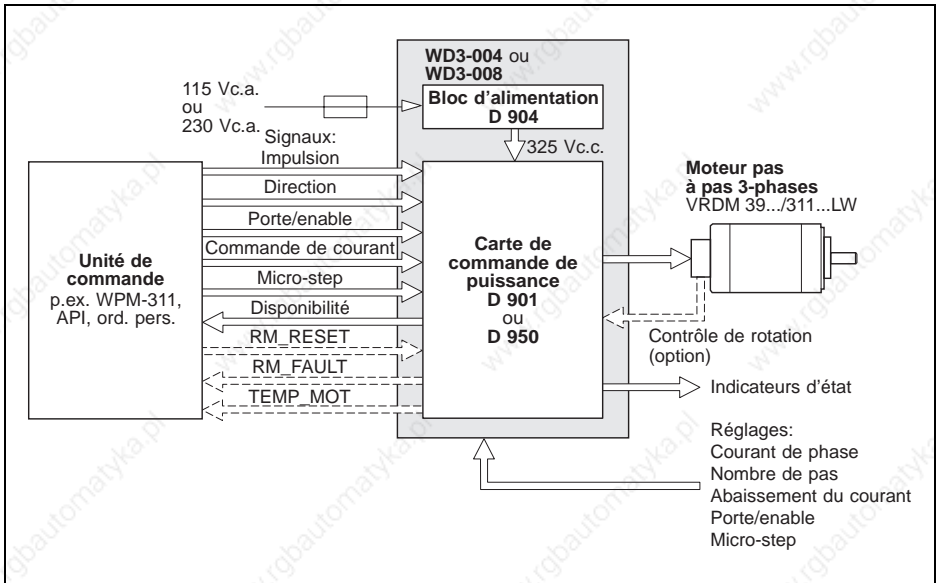 WD3-004 ou
WD3-008
115 Vc.a.
ou
230 Vc.a.
Bloc d'alimentation
D 904
325 Vc.c.
Signaux:
Impulsion
Direction
Porte/enable
Commande de courant
Micro-step
Disponibilité
RM_RESET
RM_FAULT
TEMP_MOT
Unité de
commande
p.ex. WPM-311,
API, ord. pers.
Carte de
commande de
puissance
D 901
ou
D 950
Moteur pas
à pas 3-phases
VRDM 39.../311...LW
Contrôle de rotation
(option)
Indicateurs d'état
Réglages:
Courant de phase
Nombre de pas
Abaissement du courant
Porte/enable
Micro-step
www.rgbautomatyka.pl